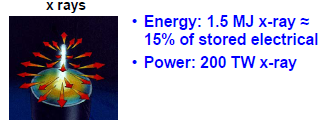 x rays
• Energy: 1.5 MJ x-ray ≈
15% of stored electrical
• Power: 200 TW x-ray